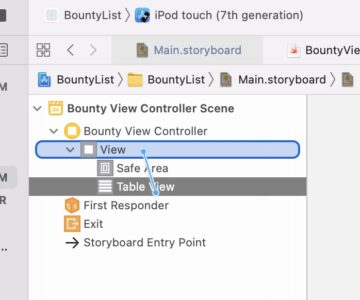 BountyList 〉 iPod touch (7th generation)
Main.storyboard BountyVie
BountyList 〉 BountyList 〉 Main.storyboard 〉
Bounty View Controller Scene
M
Bounty View Controller
View
Safe Area
M
Table View
R
First Responder
Exit
Storyboard Entry Point
...
M